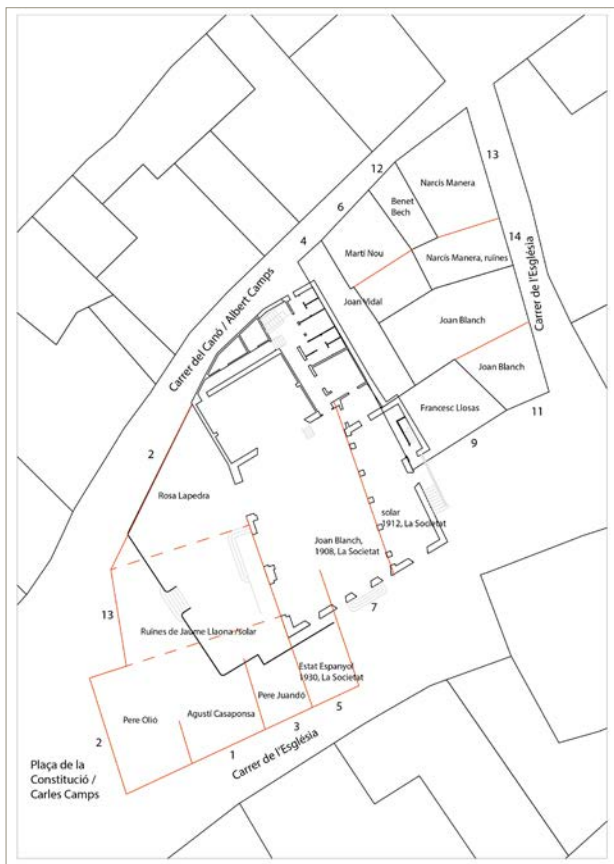 12
13
Narcís Manera
6
Benet
Bech
4
Martí Nou
14
Narcís Manera, ruïnes
Carrer de l'Església
Joan Vidal
Carrer del Canó / Albert Camps
Joan Blanch
Joan Blanch
Francesc Llosas
11
9
2
Rosa Lapedra
solar
1912, La Societat
Joan Blanch,
1908, La Societat
7
13
Ruïnes de Jaume Llaona /solar
Estat Espanyol
1930, La Societat
Pere Juandó
Agustí Casaponsa
Pere Olió
5
3
2
1
Carrer de l'Església
Plaça de la
Constitució /
Carles Camps